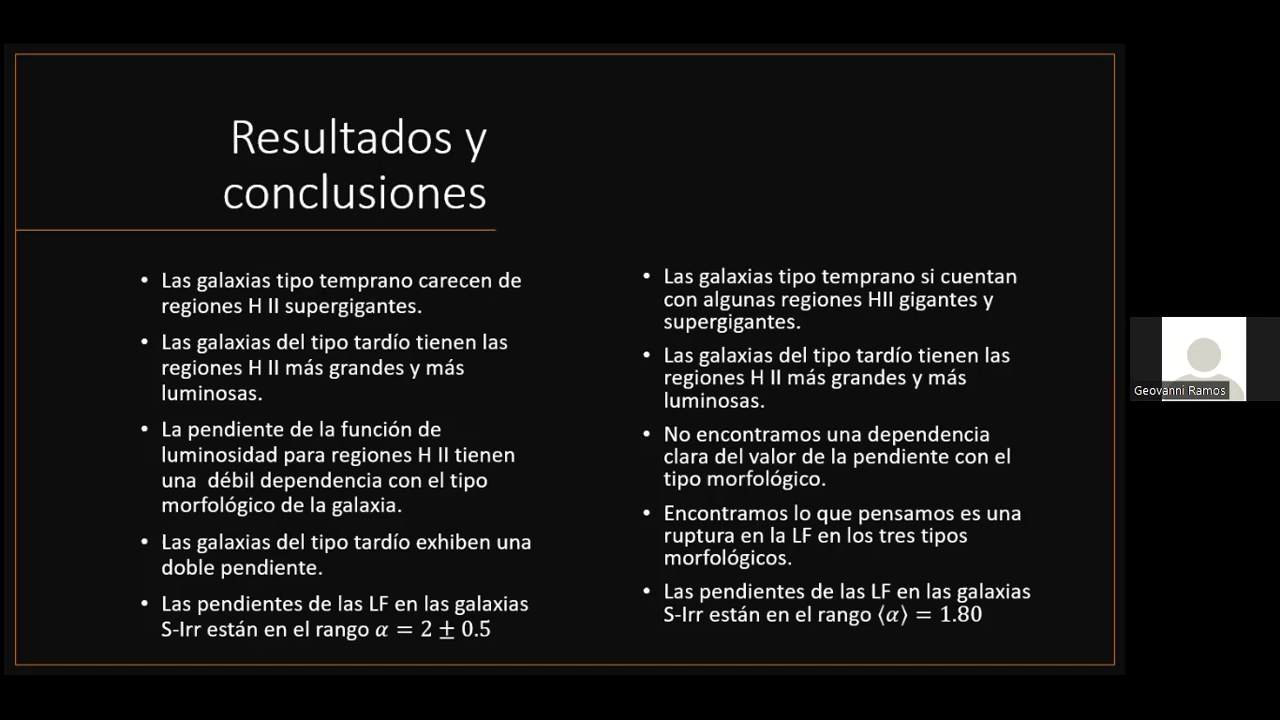 Resultados y
conclusiones
• Las galaxias tipo temprano carecen de
regiones H II supergigantes.
• Las galaxias del tipo tardío tienen las
regiones H II más grandes y más
luminosas.
• La pendiente de la función de
luminosidad para regiones H II tienen
una débil dependencia con el tipo
morfológico de la galaxia.
• Las galaxias del tipo tardío exhiben una
doble pendiente.
• Las pendientes de las LF en las galaxias
S-Irr están en el rango α = 2 ± 0.5
• Las galaxias tipo temprano si cuentan
con algunas regiones HII gigantes y
supergigantes.
• Las galaxias del tipo tardío tienen las
regiones H II más grandes y más
luminosas.
• No encontramos una dependencia
clara del valor de la pendiente con el
tipo morfológico.
• Encontramos lo que pensamos es una
ruptura en la LF en los tres tipos
morfológicos.
• Las pendientes de las LF en las galaxias
S-Irr están en el rango ⟨α⟩ = 1.80
Geovanni Ramos